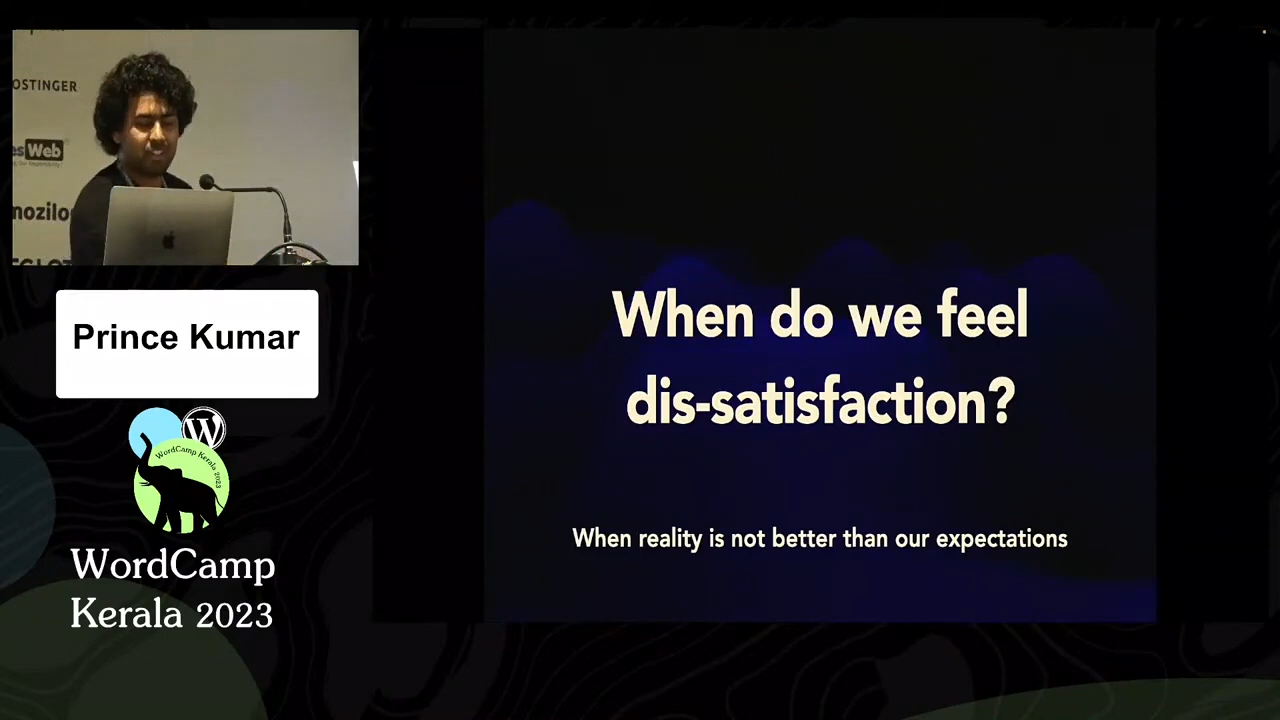 OSTINGER
esWeb
mozilo
Prince Kumar
WordCamp Kerala 2023
W
WordCamp
Kerala 2023
When do we feel
dis-satisfaction?
When reality is not better than our expectations